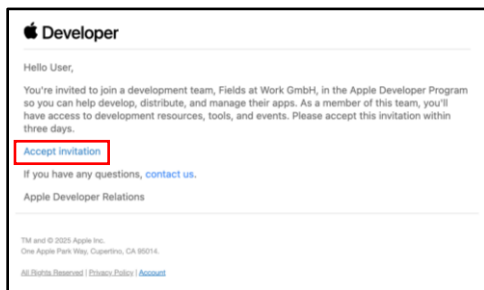 Developer
Hello User,
You're invited to join a development team, Fields at Work GmbH, in the Apple Developer Program
so you can help develop, distribute, and manage their apps. As a member of this team, you'll
have access to development resources, tools, and events. Please accept this invitation within
three days.
Accept invitation
If you have any questions, contact us.
Apple Developer Relations
TM and © 2025 Apple Inc.
One Apple Park Way, Cupertino, CA 95014.
All Rights Reserved | Privacy Policy | Account